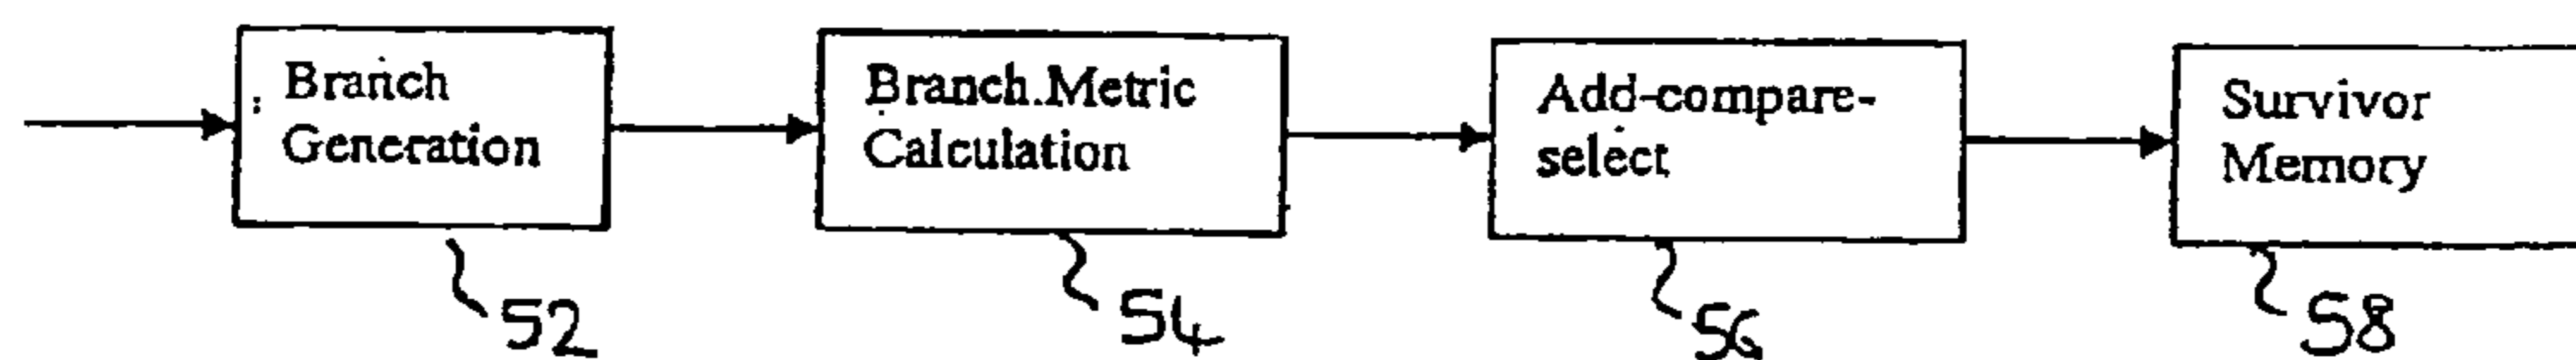 Branch
Generation
Branch Metric
Calculation
Add-compare-
select
Survivor
Memory
52
54
56
58